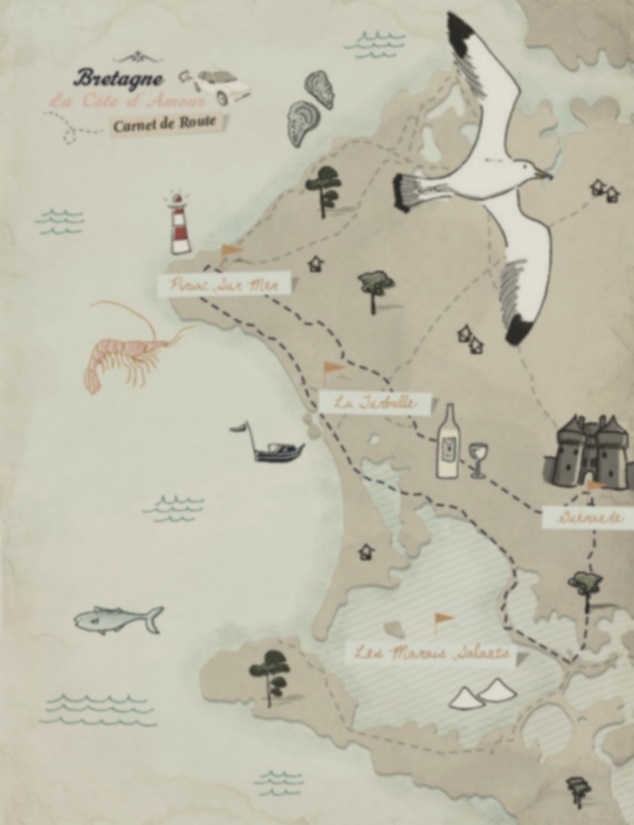 Bretagne
La Côte d'Amour
Carnet de Route
Piriac Sur Mer
La Turballe
Guérande
Les Marais Salants